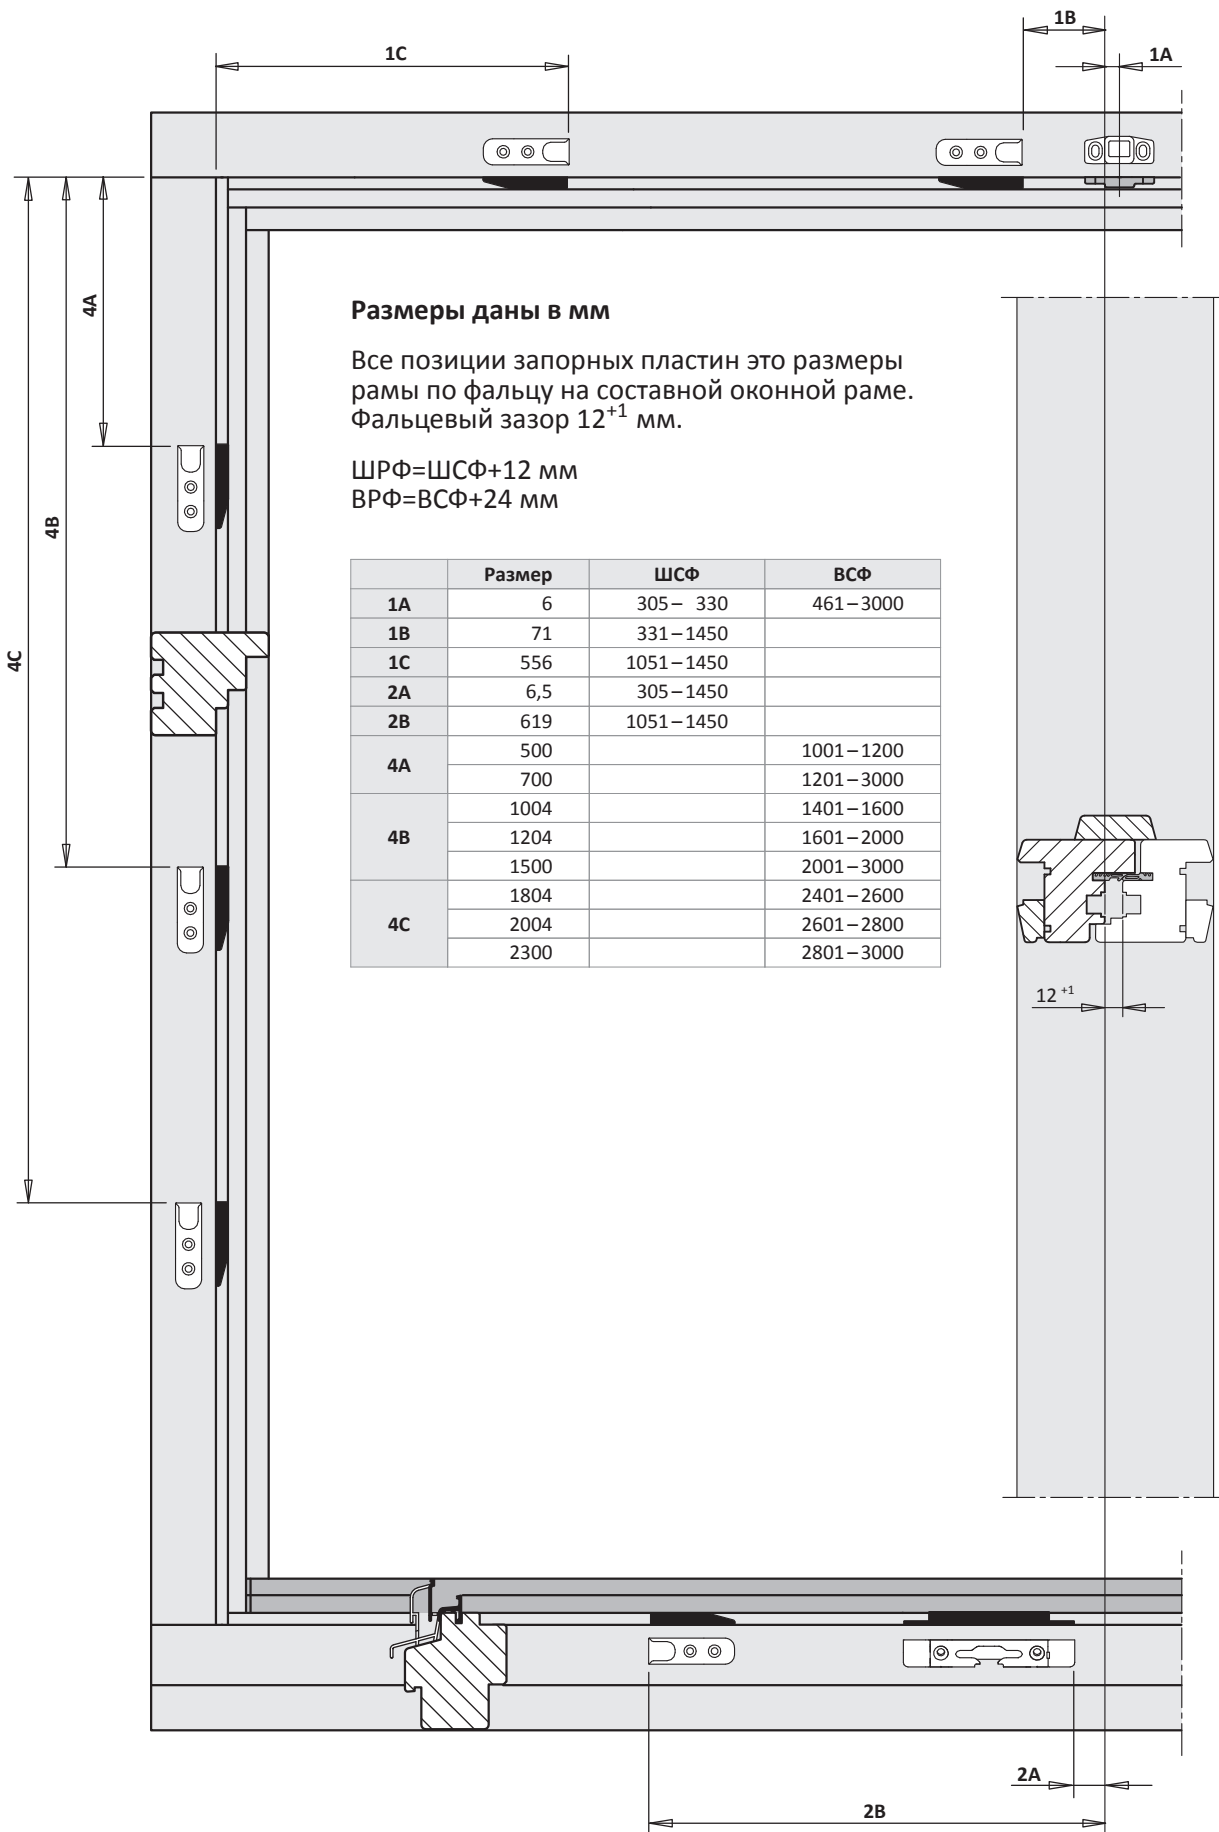 1B
1C
1A
4A
4B
4C
Размеры даны в мм
Все позиции запорных пластин это размеры
рамы по фальцу на составной оконной раме.
Фальцевый зазор 12+1 мм.
ШРФ=ШСФ+12 мм
ВРФ=ВСФ+24 мм
Размер ШСФ ВСФ
1A 6 305– 330 461–3000
1B 71 331–1450
1C 556 1051–1450
2A 6,5 305–1450
2B 619 1051–1450
4A 500 1001–1200
700 1201–3000
4B 1004 1401–1600
1204 1601–2000
1500 2001–3000
4C 1804 2401–2600
2004 2601–2800
2300 2801–3000
12 +1
2A
2B